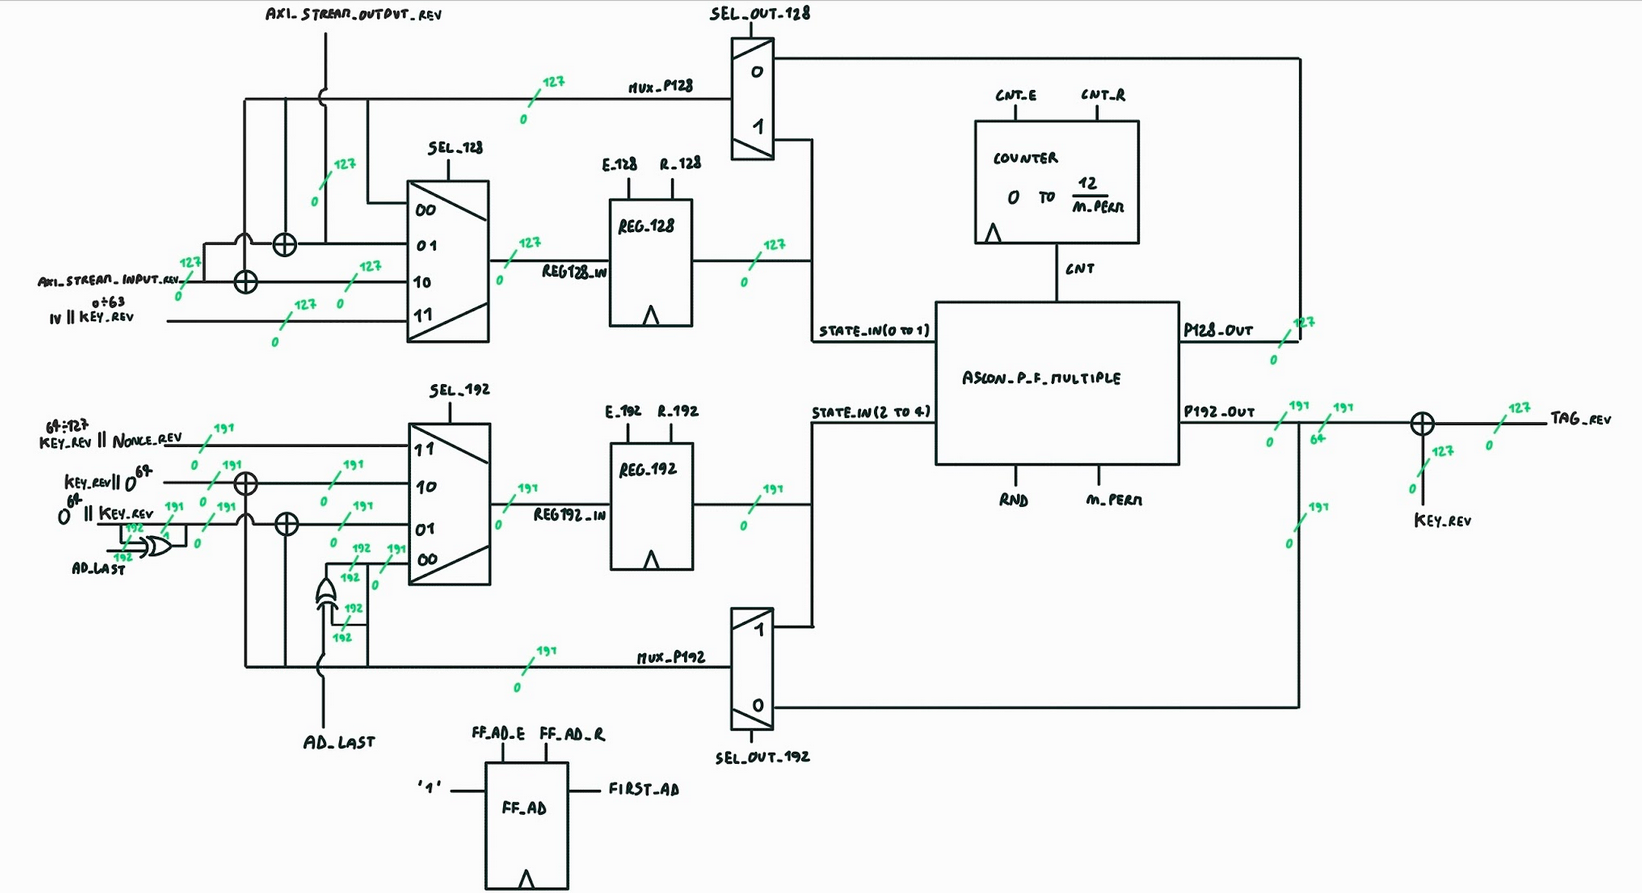 AXI_STREAM_OUTPUT_REV
SEL_OUT_128
0
1
127
0
MUX_P128
CNT_E
CNT_R
COUNTER
0 TO 12
M_PERM
CNT
SEL_128
127
0
00
01
10
11
E_128
R_128
REG_128
127
0
REG128_IN
127
0
AXI_STREAM_INPUT_REV
127
0
127
0
0÷63
IV || KEY_REV
127
0
STATE_IN(0 TO 1)
P128_OUT
127
0
ASCON_P_F_MULTIPLE
STATE_IN(2 TO 4)
P192_OUT
191
0
191
64
127
0
TAG_REV
127
0
KEY_REV
RND
M_PERM
191
0
SEL_192
E_192
R_192
REG_192
64÷127
KEY_REV || NONCE_REV
191
0
11
10
01
00
KEY_REV || 0^64
191
0
191
0
0^64 || KEY_REV
192
192
191
191
0
191
0
AD_LAST
192
192
191
0
192
192
191
0
REG192_IN
191
0
191
0
MUX_P192
1
0
SEL_OUT_192
AD_LAST
FF_AD_E
FF_AD_R
'1'
FF_AD
FIRST_AD